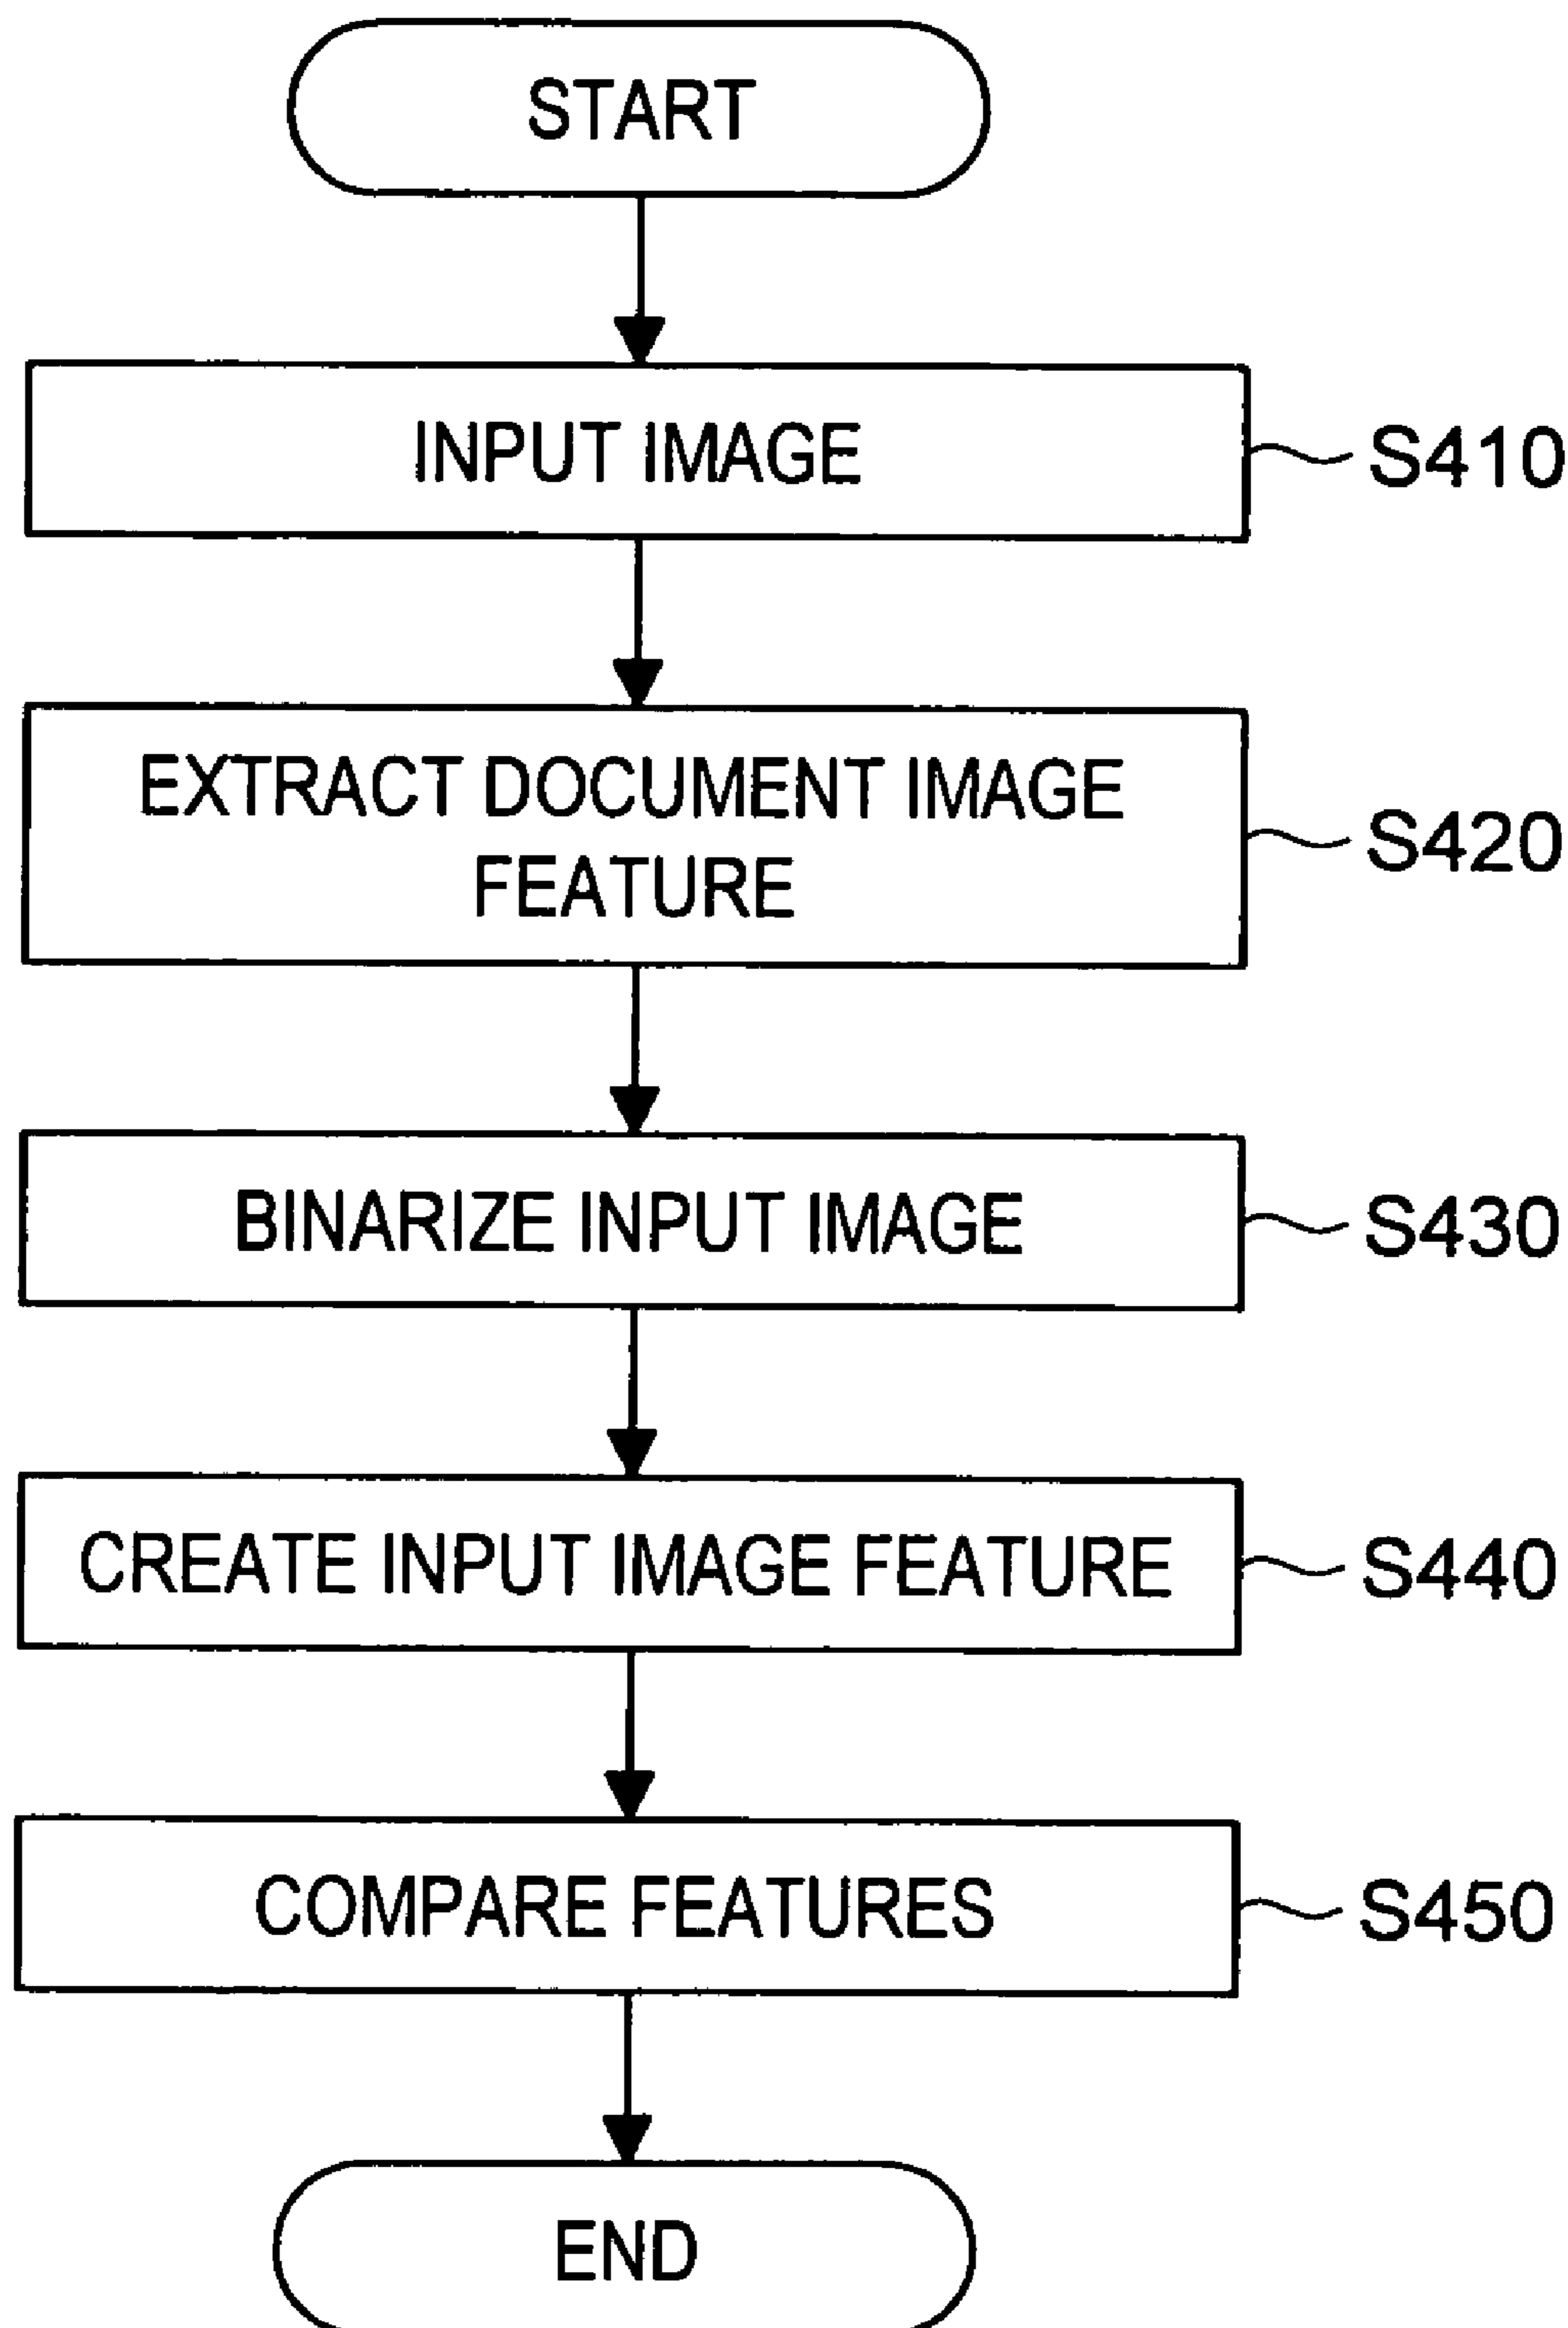 START
INPUT IMAGE
S410
EXTRACT DOCUMENT IMAGE
FEATURE
S420
BINARIZE INPUT IMAGE
S430
CREATE INPUT IMAGE FEATURE
S440
COMPARE FEATURES
S450
END